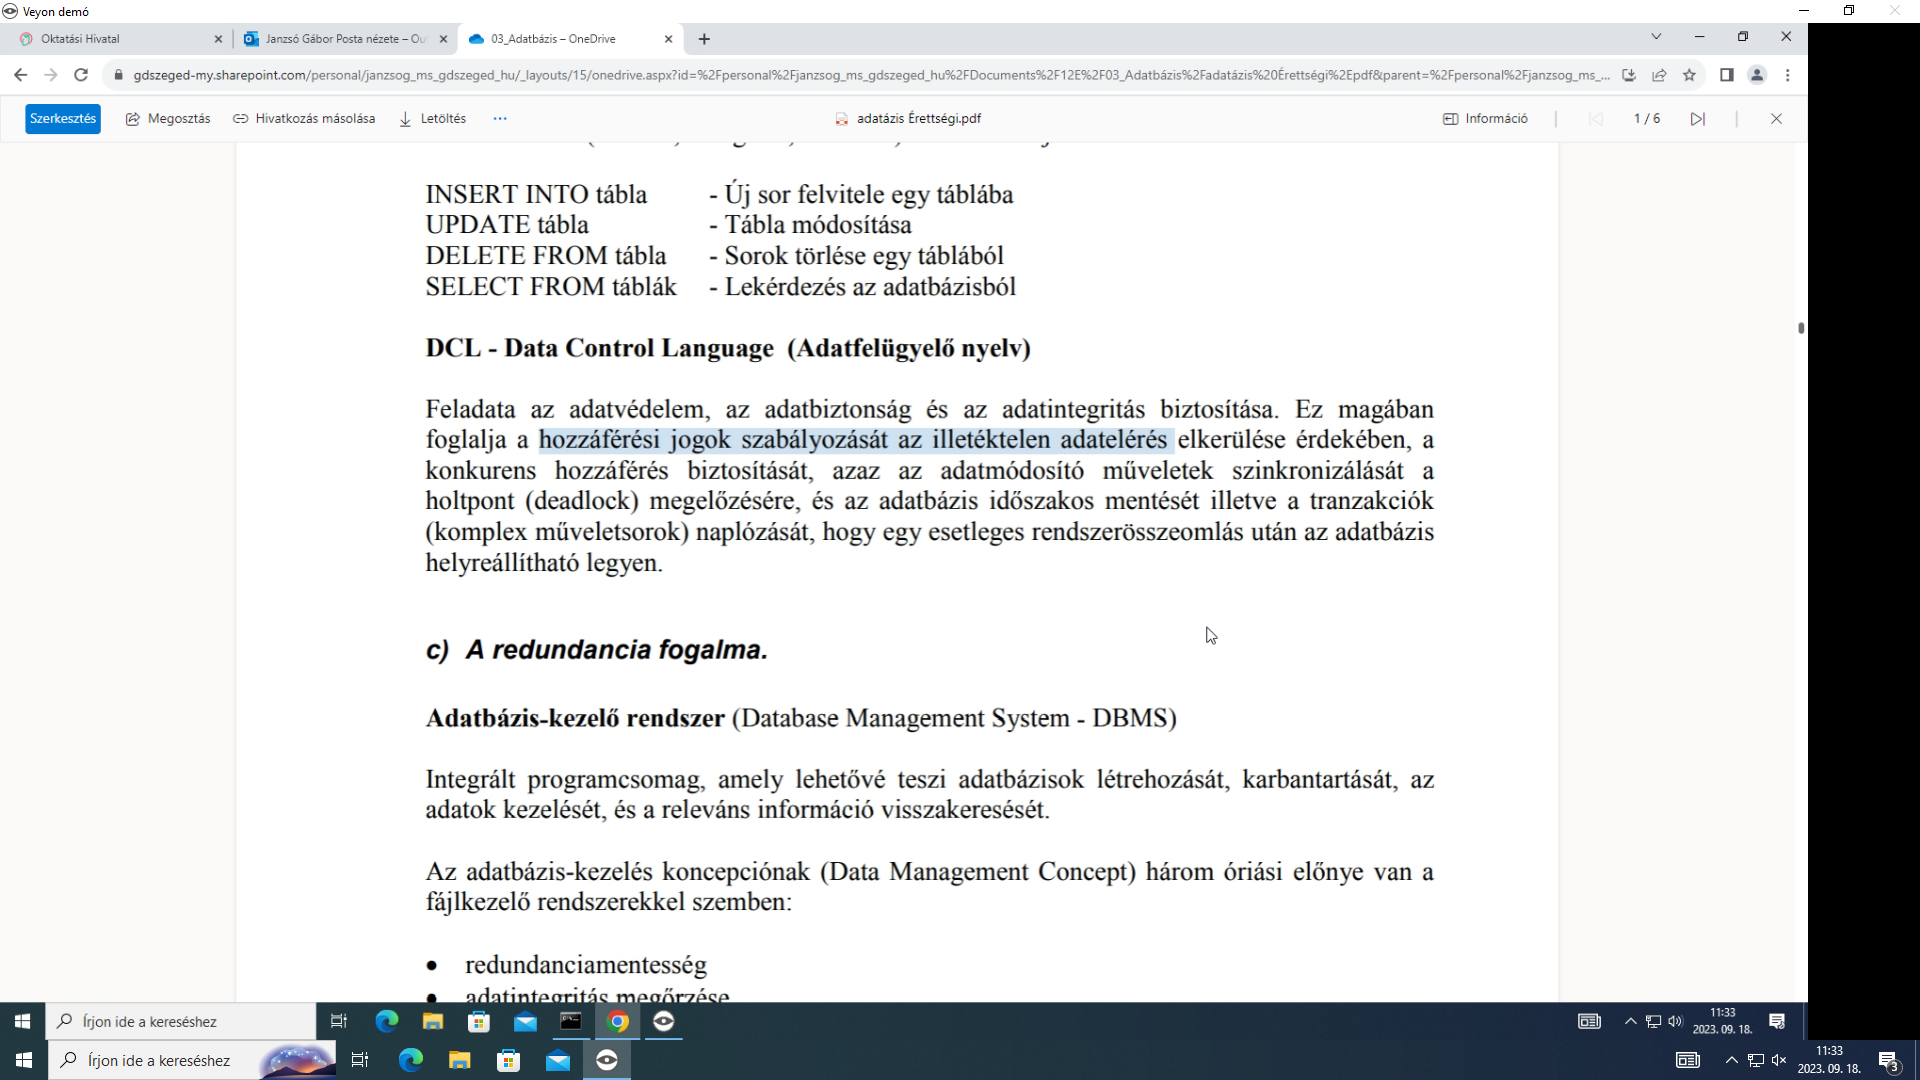 Veyon demó
Oktatási Hivatal
Janzsó Gábor Posta nézete – Ou
03_Adatbázis – OneDrive
gdszeged-my.sharepoint.com/personal/janzsog_ms_gdszeged_hu/_layouts/15/onedrive.aspx?id=%2Fpersonal%2Fjanzsog_ms_gdszeged_hu%2FDocuments%2F12E%2F03_Adatbázis%2Fadatázis%20Érettségi%2Epdf&parent=%2Fpersonal%2Fjanzsog_ms_...
Szerkesztés
Megosztás
Hivatkozás másolása
Letöltés
...
adatázis Érettségi.pdf
Információ
1 / 6
INSERT INTO tábla - Új sor felvitele egy táblába
UPDATE tábla - Tábla módosítása
DELETE FROM tábla - Sorok törlése egy táblából
SELECT FROM táblák - Lekérdezés az adatbázisból
DCL - Data Control Language (Adatfelügyelő nyelv)
Feladata az adatvédelem, az adatbiztonság és az adatintegritás biztosítása. Ez magában
foglalja a hozzáférési jogok szabályozását az illetéktelen adatelérés elkerülése érdekében, a
konkurens hozzáférés biztosítását, azaz az adatmódosító műveletek szinkronizálását a
holtpont (deadlock) megelőzésére, és az adatbázis időszakos mentését illetve a tranzakciók
(komplex műveletsorok) naplózását, hogy egy esetleges rendszerösszeomlás után az adatbázis
helyreállítható legyen.
c) A redundancia fogalma.
Adatbázis-kezelő rendszer (Database Management System - DBMS)
Integrált programcsomag, amely lehetővé teszi adatbázisok létrehozását, karbantartását, az
adatok kezelését, és a releváns információ visszakeresését.
Az adatbázis-kezelés koncepciónak (Data Management Concept) három óriási előnye van a
fájlkezelő rendszerekkel szemben:
• redundanciamentesség
• adatintegritás megőrzése
Írjon ide a kereséshez
11:33
2023. 09. 18.
Írjon ide a kereséshez
11:33
2023. 09. 18.
3